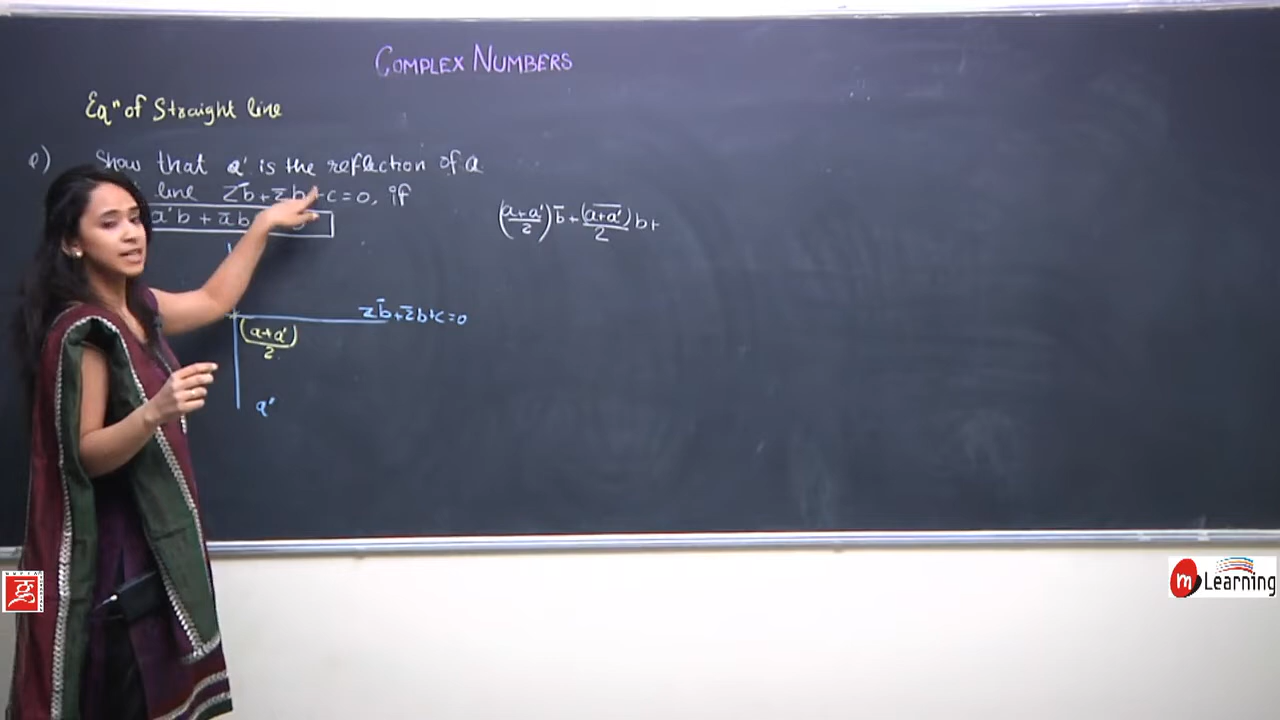 COMPLEX NUMBERS
Eqⁿ of Straight line
Q) Show that a' is the reflection of a
line zb̄ + z̄b + c = 0, if
a'b + āb
((a+a')/2) b̄ + (a̅+̅a̅'̅)/2 b +
zb̄ + z̄b + c = 0
((a+a')/2)
a'
m Learning